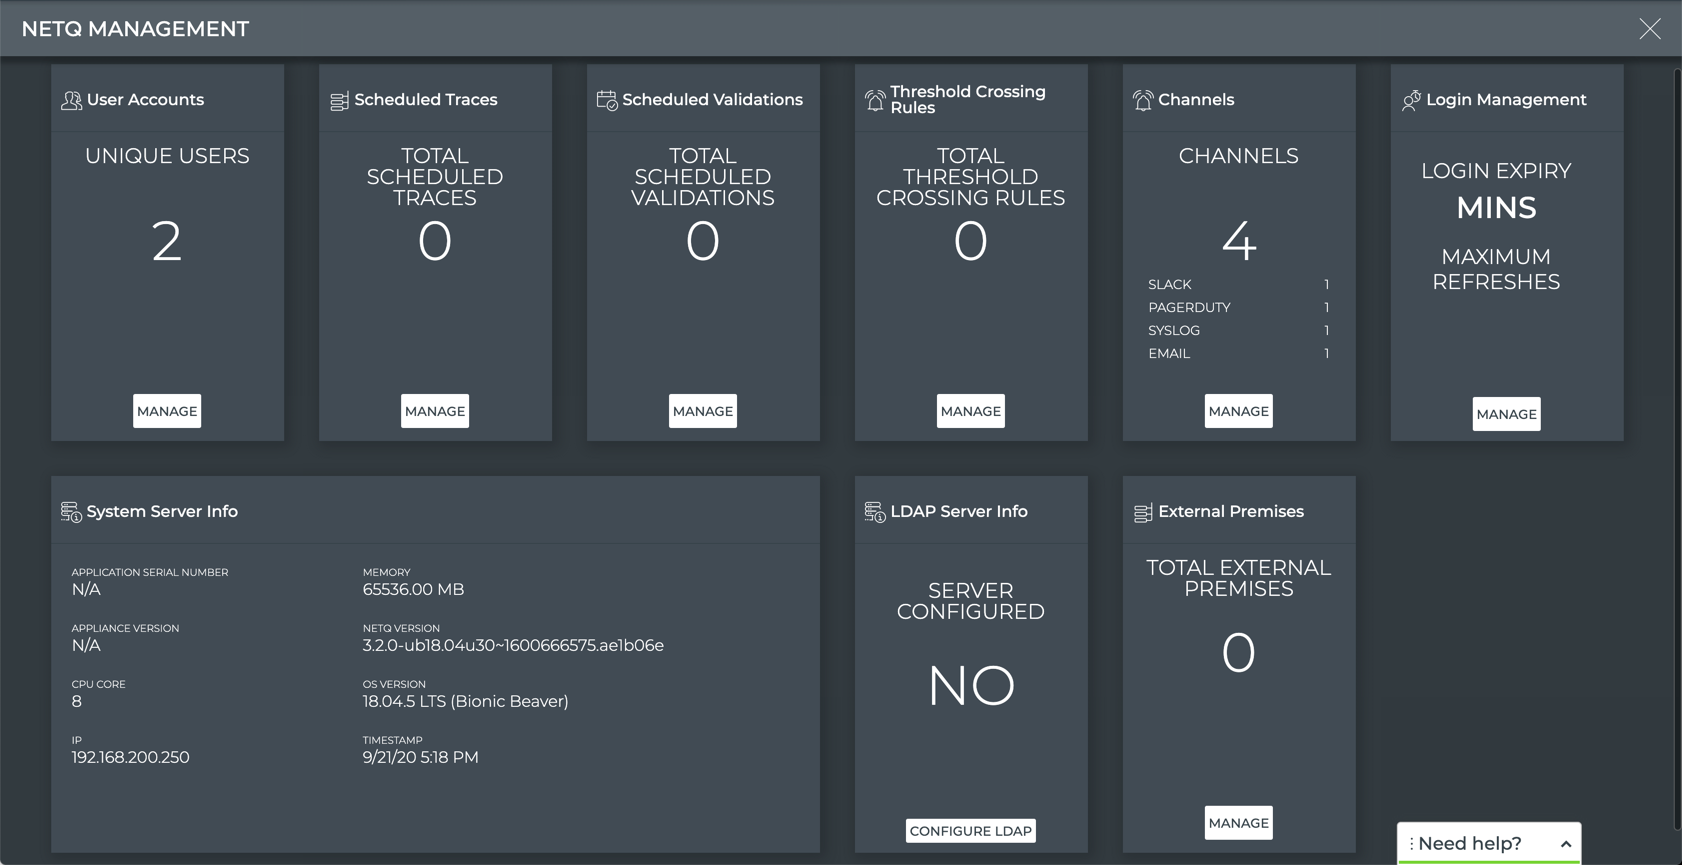 NETQ MANAGEMENT
User Accounts
UNIQUE USERS
2
MANAGE
Scheduled Traces
TOTAL
SCHEDULED
TRACES
0
MANAGE
Scheduled Validations
TOTAL
SCHEDULED
VALIDATIONS
0
MANAGE
Threshold Crossing
Rules
TOTAL
THRESHOLD
CROSSING RULES
0
MANAGE
Channels
CHANNELS
4
SLACK 1
PAGERDUTY 1
SYSLOG 1
EMAIL 1
MANAGE
Login Management
LOGIN EXPIRY
MINS
MAXIMUM
REFRESHES
MANAGE
System Server Info
APPLICATION SERIAL NUMBER
N/A
APPLIANCE VERSION
N/A
CPU CORE
8
IP
192.168.200.250
MEMORY
65536.00 MB
NETQ VERSION
3.2.0-ub18.04u30~1600666575.ae1b06e
OS VERSION
18.04.5 LTS (Bionic Beaver)
TIMESTAMP
9/21/20 5:18 PM
LDAP Server Info
SERVER
CONFIGURED
NO
CONFIGURE LDAP
External Premises
TOTAL EXTERNAL
PREMISES
0
MANAGE
Need help?